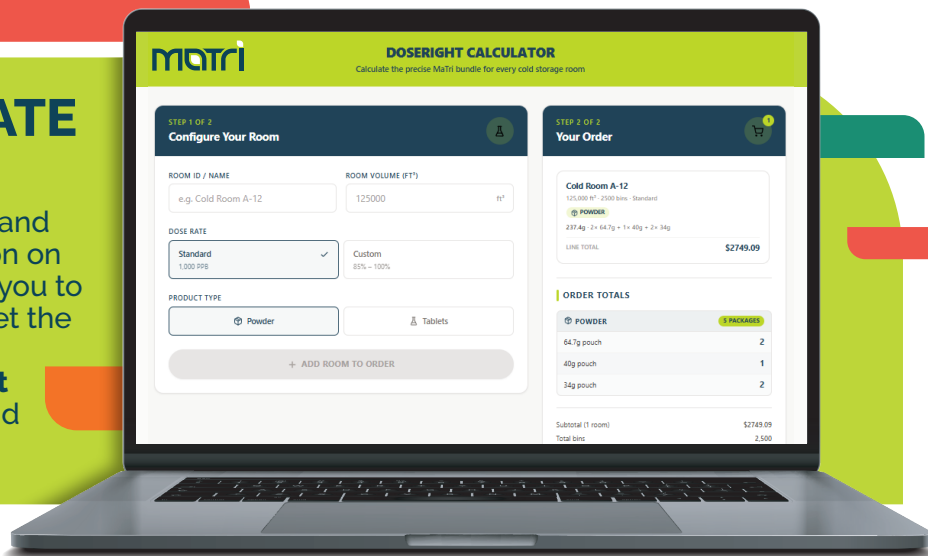 ATE
and
on on
you to
et the
t
d
MaTrI
DOSERIGHT CALCULATOR
Calculate the precise MaTri bundle for every cold storage room
STEP 1 OF 2
Configure Your Room
ROOM ID / NAME
ROOM VOLUME (FT³)
e.g. Cold Room A-12
125000
ft³
DOSE RATE
Standard
1,000 PPB
Custom
85% – 100%
PRODUCT TYPE
Powder
Tablets
+ ADD ROOM TO ORDER
STEP 2 OF 2
Your Order
1
Cold Room A-12
125,000 ft³ · 2500 bins · Standard
POWDER
237.4g · 2× 64.7g + 1× 40g + 2× 34g
LINE TOTAL $2749.09
ORDER TOTALS
POWDER 5 PACKAGES
64.7g pouch 2
40g pouch 1
34g pouch 2
Subtotal (1 room) $2749.09
Total bins 2,500